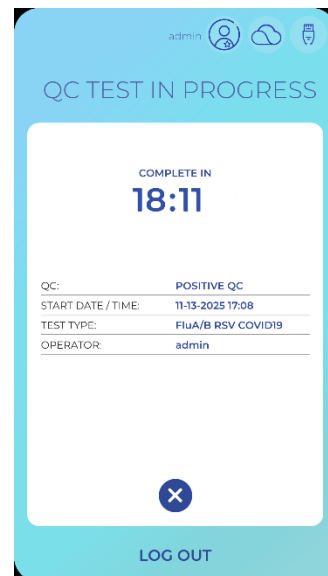 admin
QC TEST IN PROGRESS
COMPLETE IN
18:11
QC: POSITIVE QC
START DATE / TIME: 11-13-2025 17:08
TEST TYPE: FluA/B RSV COVID19
OPERATOR: admin
LOG OUT